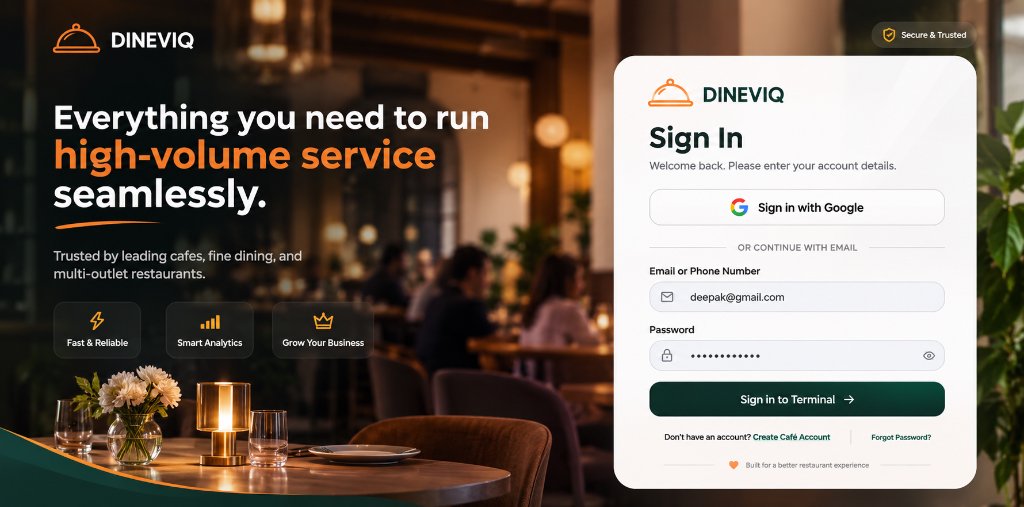 DINEVIQ
Everything you need to run
high-volume service
seamlessly.
Trusted by leading cafes, fine dining, and
multi-outlet restaurants.
Fast & Reliable
Smart Analytics
Grow Your Business
Secure & Trusted
DINEVIQ
Sign In
Welcome back. Please enter your account details.
Sign in with Google
OR CONTINUE WITH EMAIL
Email or Phone Number
deepak@gmail.com
Password
••••••••••••
Sign in to Terminal →
Don't have an account? Create Café Account
Forgot Password?
Built for a better restaurant experience